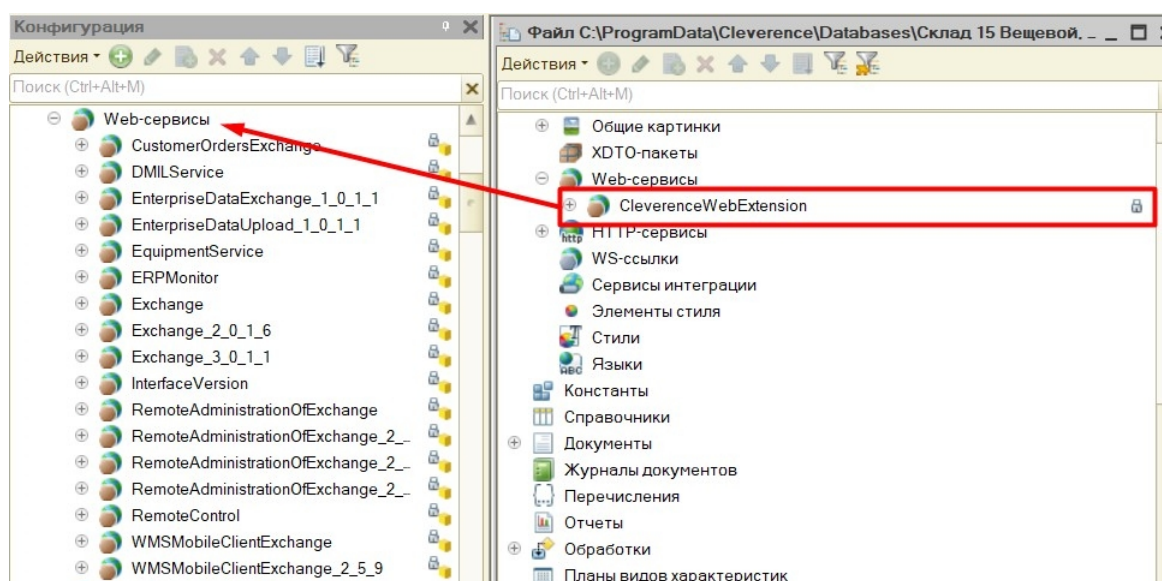 Конфигурация
Действия
Поиск (Ctrl+Alt+M)
Web-сервисы
CustomerOrdersExchange
DMILService
EnterpriseDataExchange_1_0_1_1
EnterpriseDataUpload_1_0_1_1
EquipmentService
ERPMonitor
Exchange
Exchange_2_0_1_6
Exchange_3_0_1_1
InterfaceVersion
RemoteAdministrationOfExchange
RemoteAdministrationOfExchange_2_...
RemoteAdministrationOfExchange_2_...
RemoteAdministrationOfExchange_2_...
RemoteControl
WMSMobileClientExchange
WMSMobileClientExchange_2_5_9
Файл C:\ProgramData\Cleverence\Databases\Склад 15 Вещевой, ...
Действия
Поиск (Ctrl+Alt+M)
Общие картинки
XDTO-пакеты
Web-сервисы
CleverenceWebExtension
http HTTP-сервисы
WS-ссылки
Сервисы интеграции
Элементы стиля
Стили
ABC Языки
Константы
Справочники
Документы
Журналы документов
Перечисления
Отчеты
Обработки
Планы видов характеристик